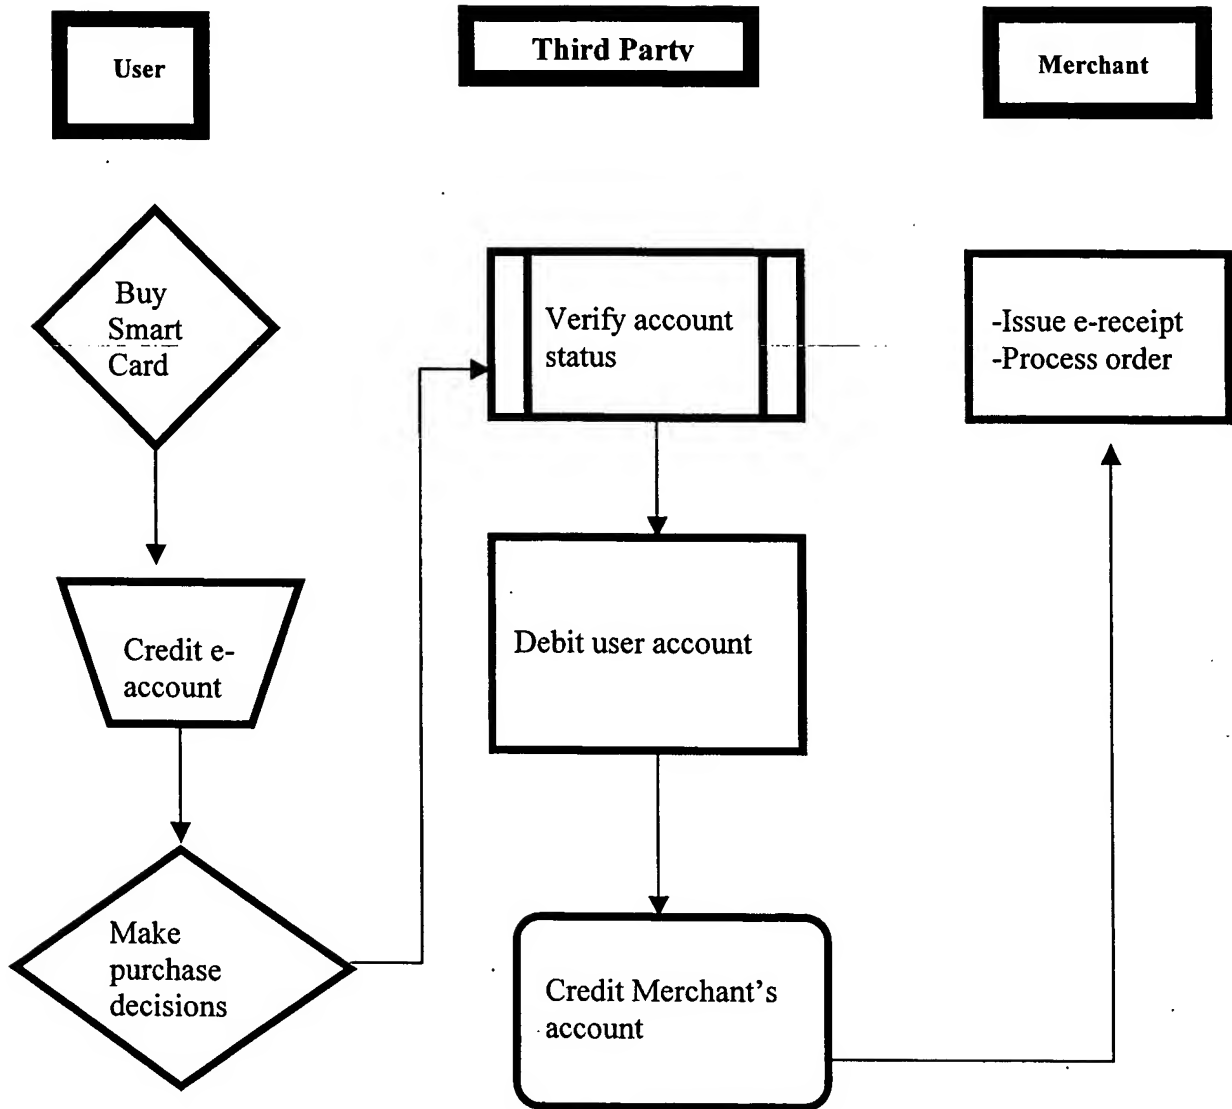 User
Third Party
Merchant
Buy
Smart
Card
Credit e-
account
Make
purchase
decisions
Verify account
status
Debit user account
Credit Merchant's
account
-Issue e-receipt
-Process order